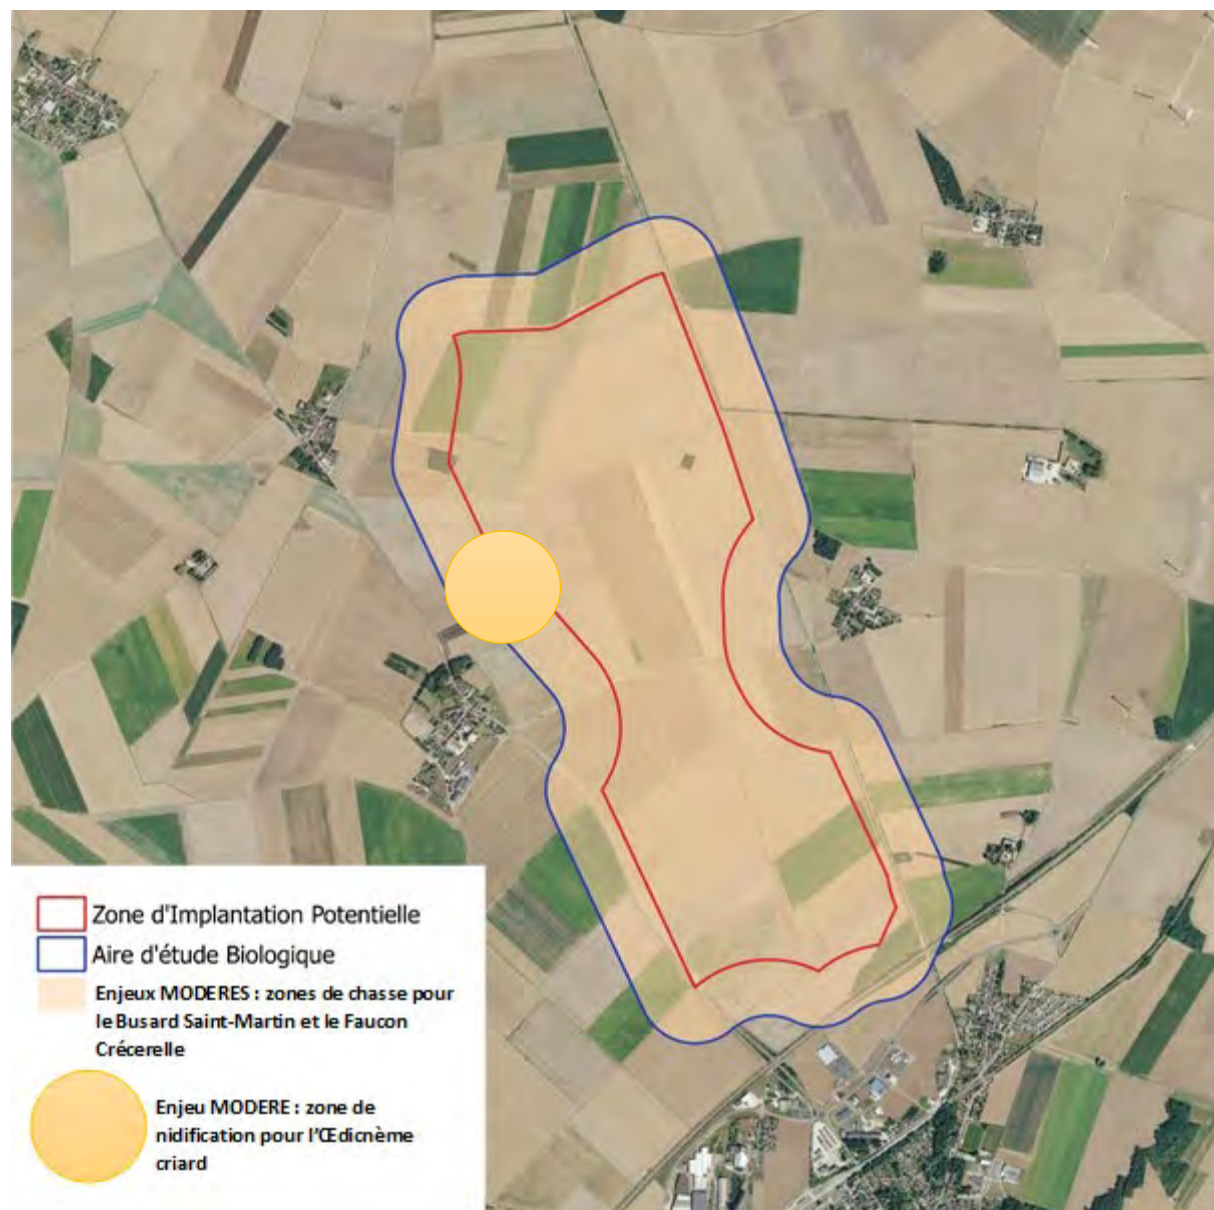 Zone d'Implantation Potentielle
Aire d'étude Biologique
Enjeux MODERES : zones de chasse pour
le Busard Saint-Martin et le Faucon
Crécerelle
Enjeu MODERE : zone de
nidification pour l'Œdicnème
criard